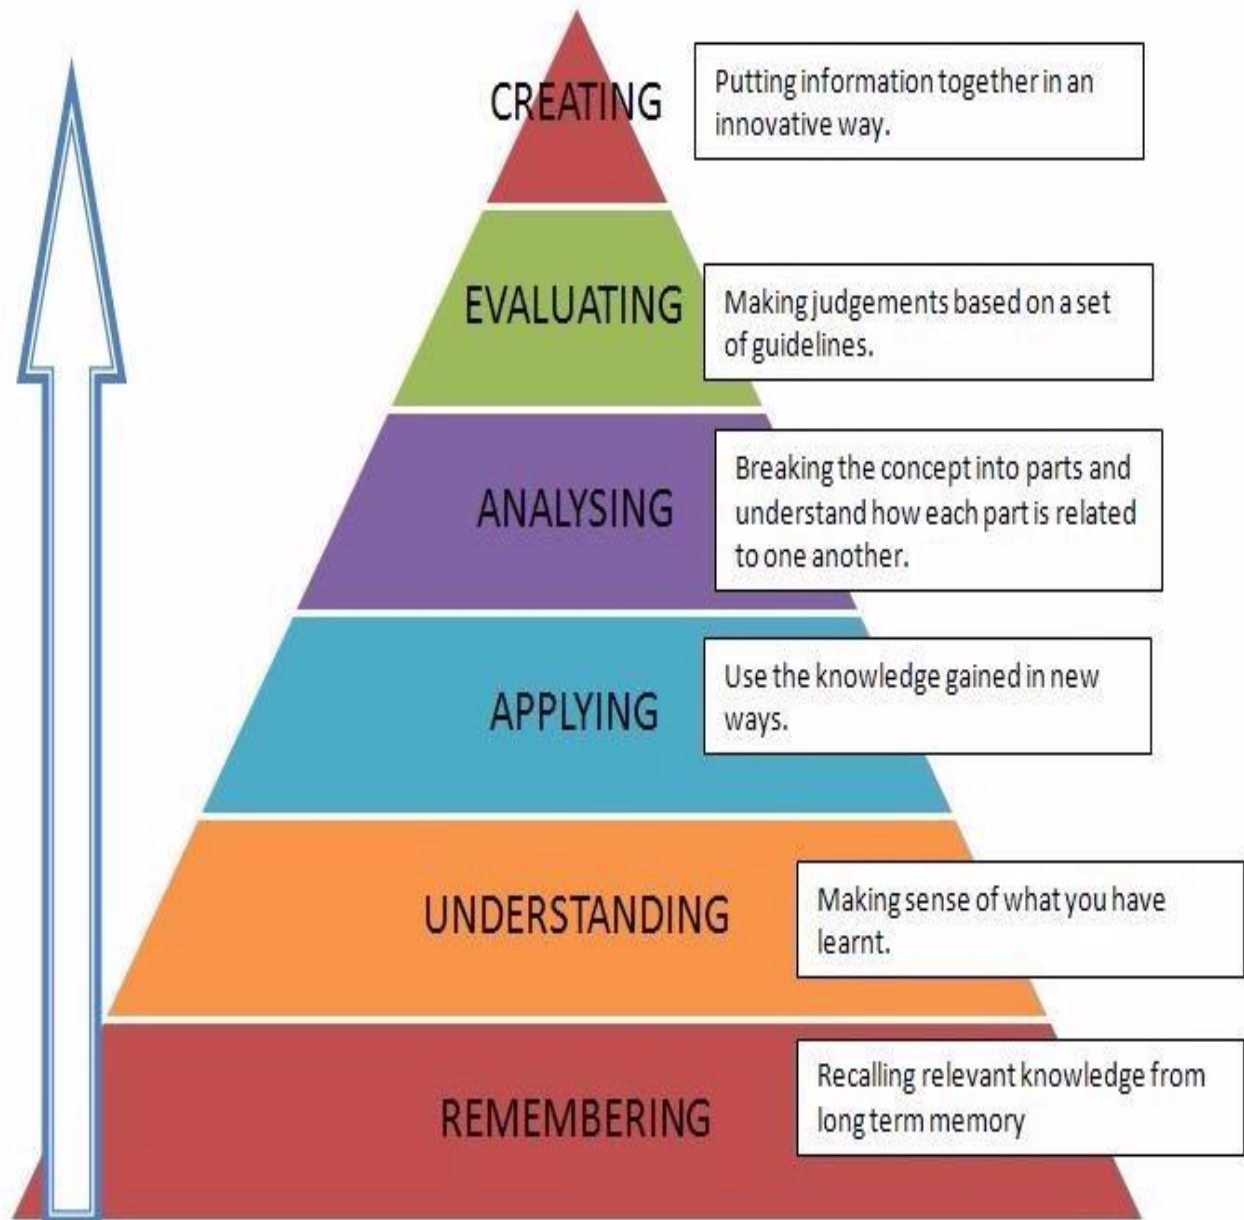 CREATING
Putting information together in an
innovative way.
EVALUATING
Making judgements based on a set
of guidelines.
ANALYSING
Breaking the concept into parts and
understand how each part is related
to one another.
APPLYING
Use the knowledge gained in new
ways.
UNDERSTANDING
Making sense of what you have
learnt.
REMEMBERING
Recalling relevant knowledge from
long term memory